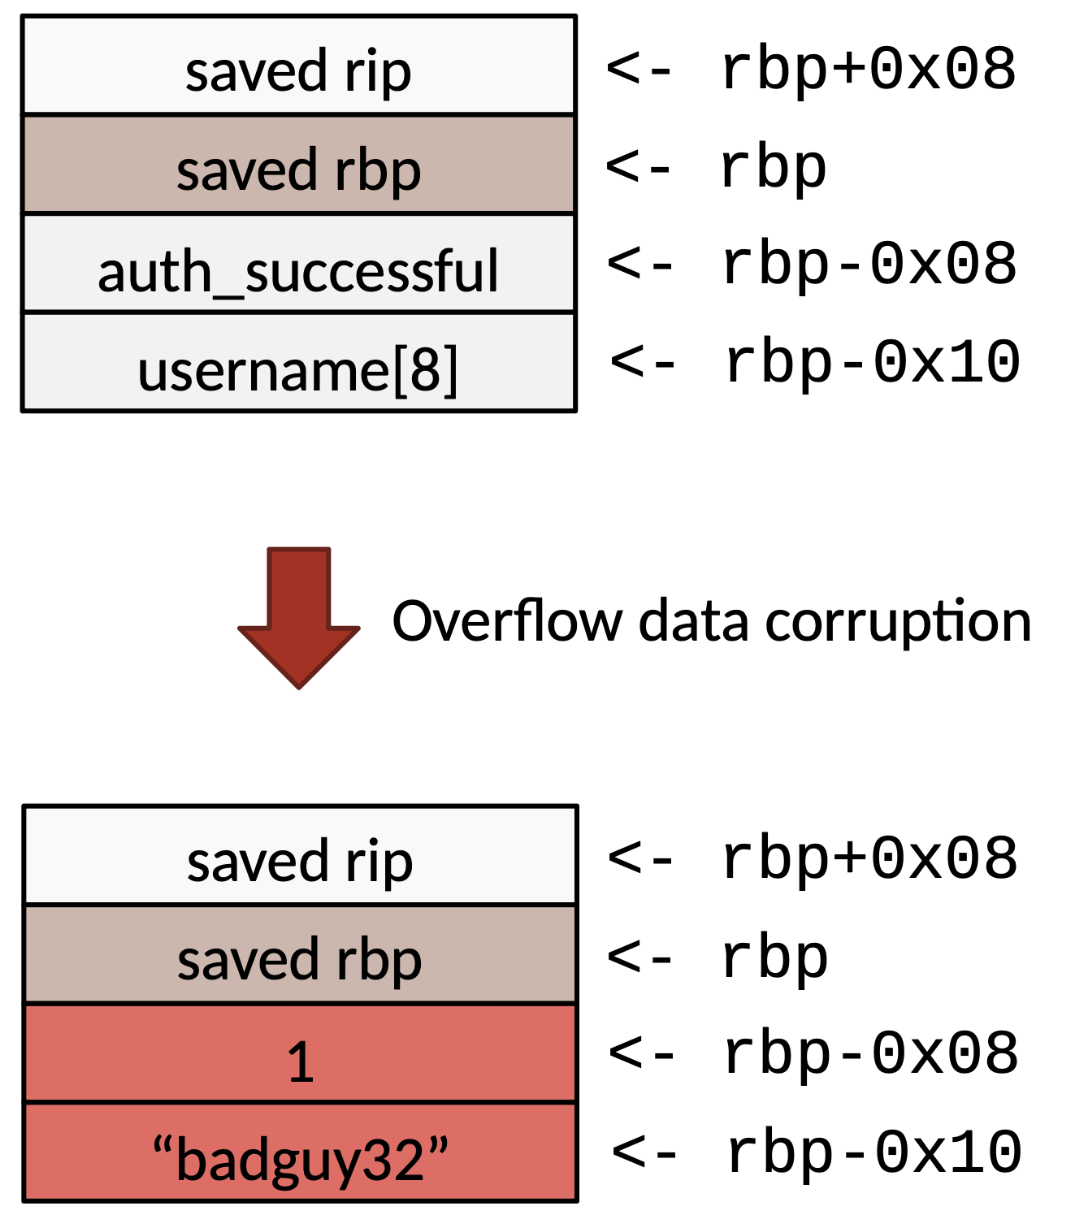 saved rip <- rbp+0x08
saved rbp <- rbp
auth_successful <- rbp-0x08
username[8] <- rbp-0x10
Overflow data corruption
saved rip <- rbp+0x08
saved rbp <- rbp
1 <- rbp-0x08
“badguy32” <- rbp-0x10